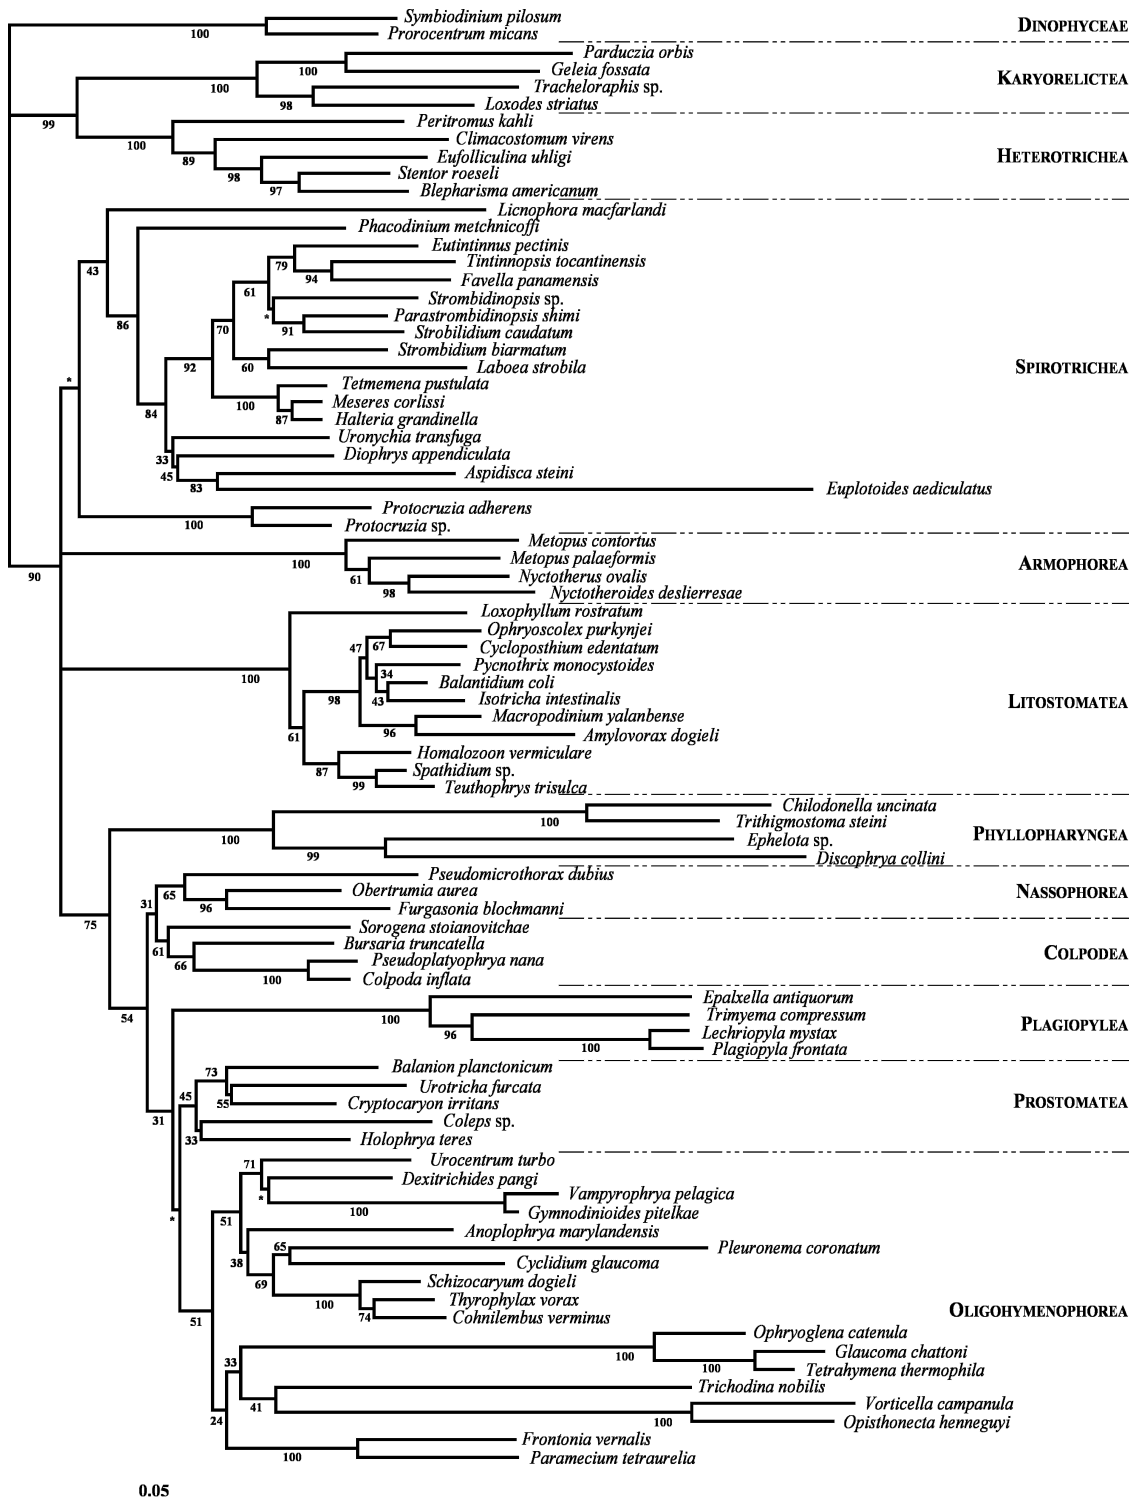 Symbiodinium pilosum
DINOPHYCEAE
100
Prorocentrum micans
Parduczia orbis
100
Geleia fossata
KARYORELICTEA
100
Tracheloraphis sp.
98
Loxodes striatus
99
Peritromus kahli
100
Climacostomum virens
89
Eufolliculina uhligi
HETEROTRICHEA
98
Stentor roeseli
97
Blepharisma americanum
Licnophora macfarlandi
Phacodinium metchnicoffi
Eutintinnus pectinis
79
Tintinnopsis tocantinensis
43
94
Favella panamensis
61
Strombidinopsis sp.
*
Parastrombidinopsis shimi
86
70
91
Strobilidium caudatum
Strombidium biarmatum
92
60
Laboea strobila
SPIROTRICHEA
*
Tetmemena pustulata
100
Meseres corlissi
84
87
Halteria grandinella
Uronychia transfuga
33
Diophrys appendiculata
45
Aspidisca steini
83
Euplotoides aediculatus
Protocruzia adherens
100
Protocruzia sp.
Metopus contortus
100
Metopus palaeformis
ARMOPHOREA
90
61
Nyctotherus ovalis
98
Nyctotheroides deslierresae
Loxophyllum rostratum
Ophryoscolex purkynjei
47
67
Cycloposthium edentatum
Pycnothrix monocystoides
34
100
Balantidium coli
98
43
Isotricha intestinalis
LITOSTOMATEA
Macropodinium yalanbense
96
61
Amylovorax dogieli
Homalozoon vermiculare
87
Spathidium sp.
99
Teuthophrys trisulca
Chilodonella uncinata
100
Trithigmostoma steini
100
Ephelota sp.
PHYLLOPHARYNGEA
99
Discophrya collini
Pseudomicrothorax dubius
65
Obertrumia aurea
NASSOPHOREA
31
96
Furgasonia blochmanni
75
Sorogena stoianovitchae
61
Bursaria truncatella
66
Pseudoplatyophrya nana
COLPODEA
100
Colpoda inflata
Epalxella antiquorum
54
100
Trimyema compressum
96
Lechriopyla mystax
PLAGIOPYLEA
100
Plagiopyla frontata
Balanion planctonicum
73
Urotricha furcata
45
55
Cryptocaryon irritans
PROSTOMATEA
31
Coleps sp.
33
Holophrya teres
Urocentrum turbo
71
Dexitrichides pangi
*
Vampyrophrya pelagica
100
Gymnodinioides pitelkae
*
51
Anoplophrya marylandensis
65
Pleuronema coronatum
38
Cyclidium glaucoma
69
Schizocaryum dogieli
100
Thyrophylax vorax
74
Cohnilembus verminus
51
OLIGOHYMENOPHOREA
Ophryoglena catenula
100
Glaucoma chattoni
33
100
Tetrahymena thermophila
Trichodina nobilis
41
Vorticella campanula
24
100
Opisthonecta henneguyi
Frontonia vernalis
100
Paramecium tetraurelia
0.05